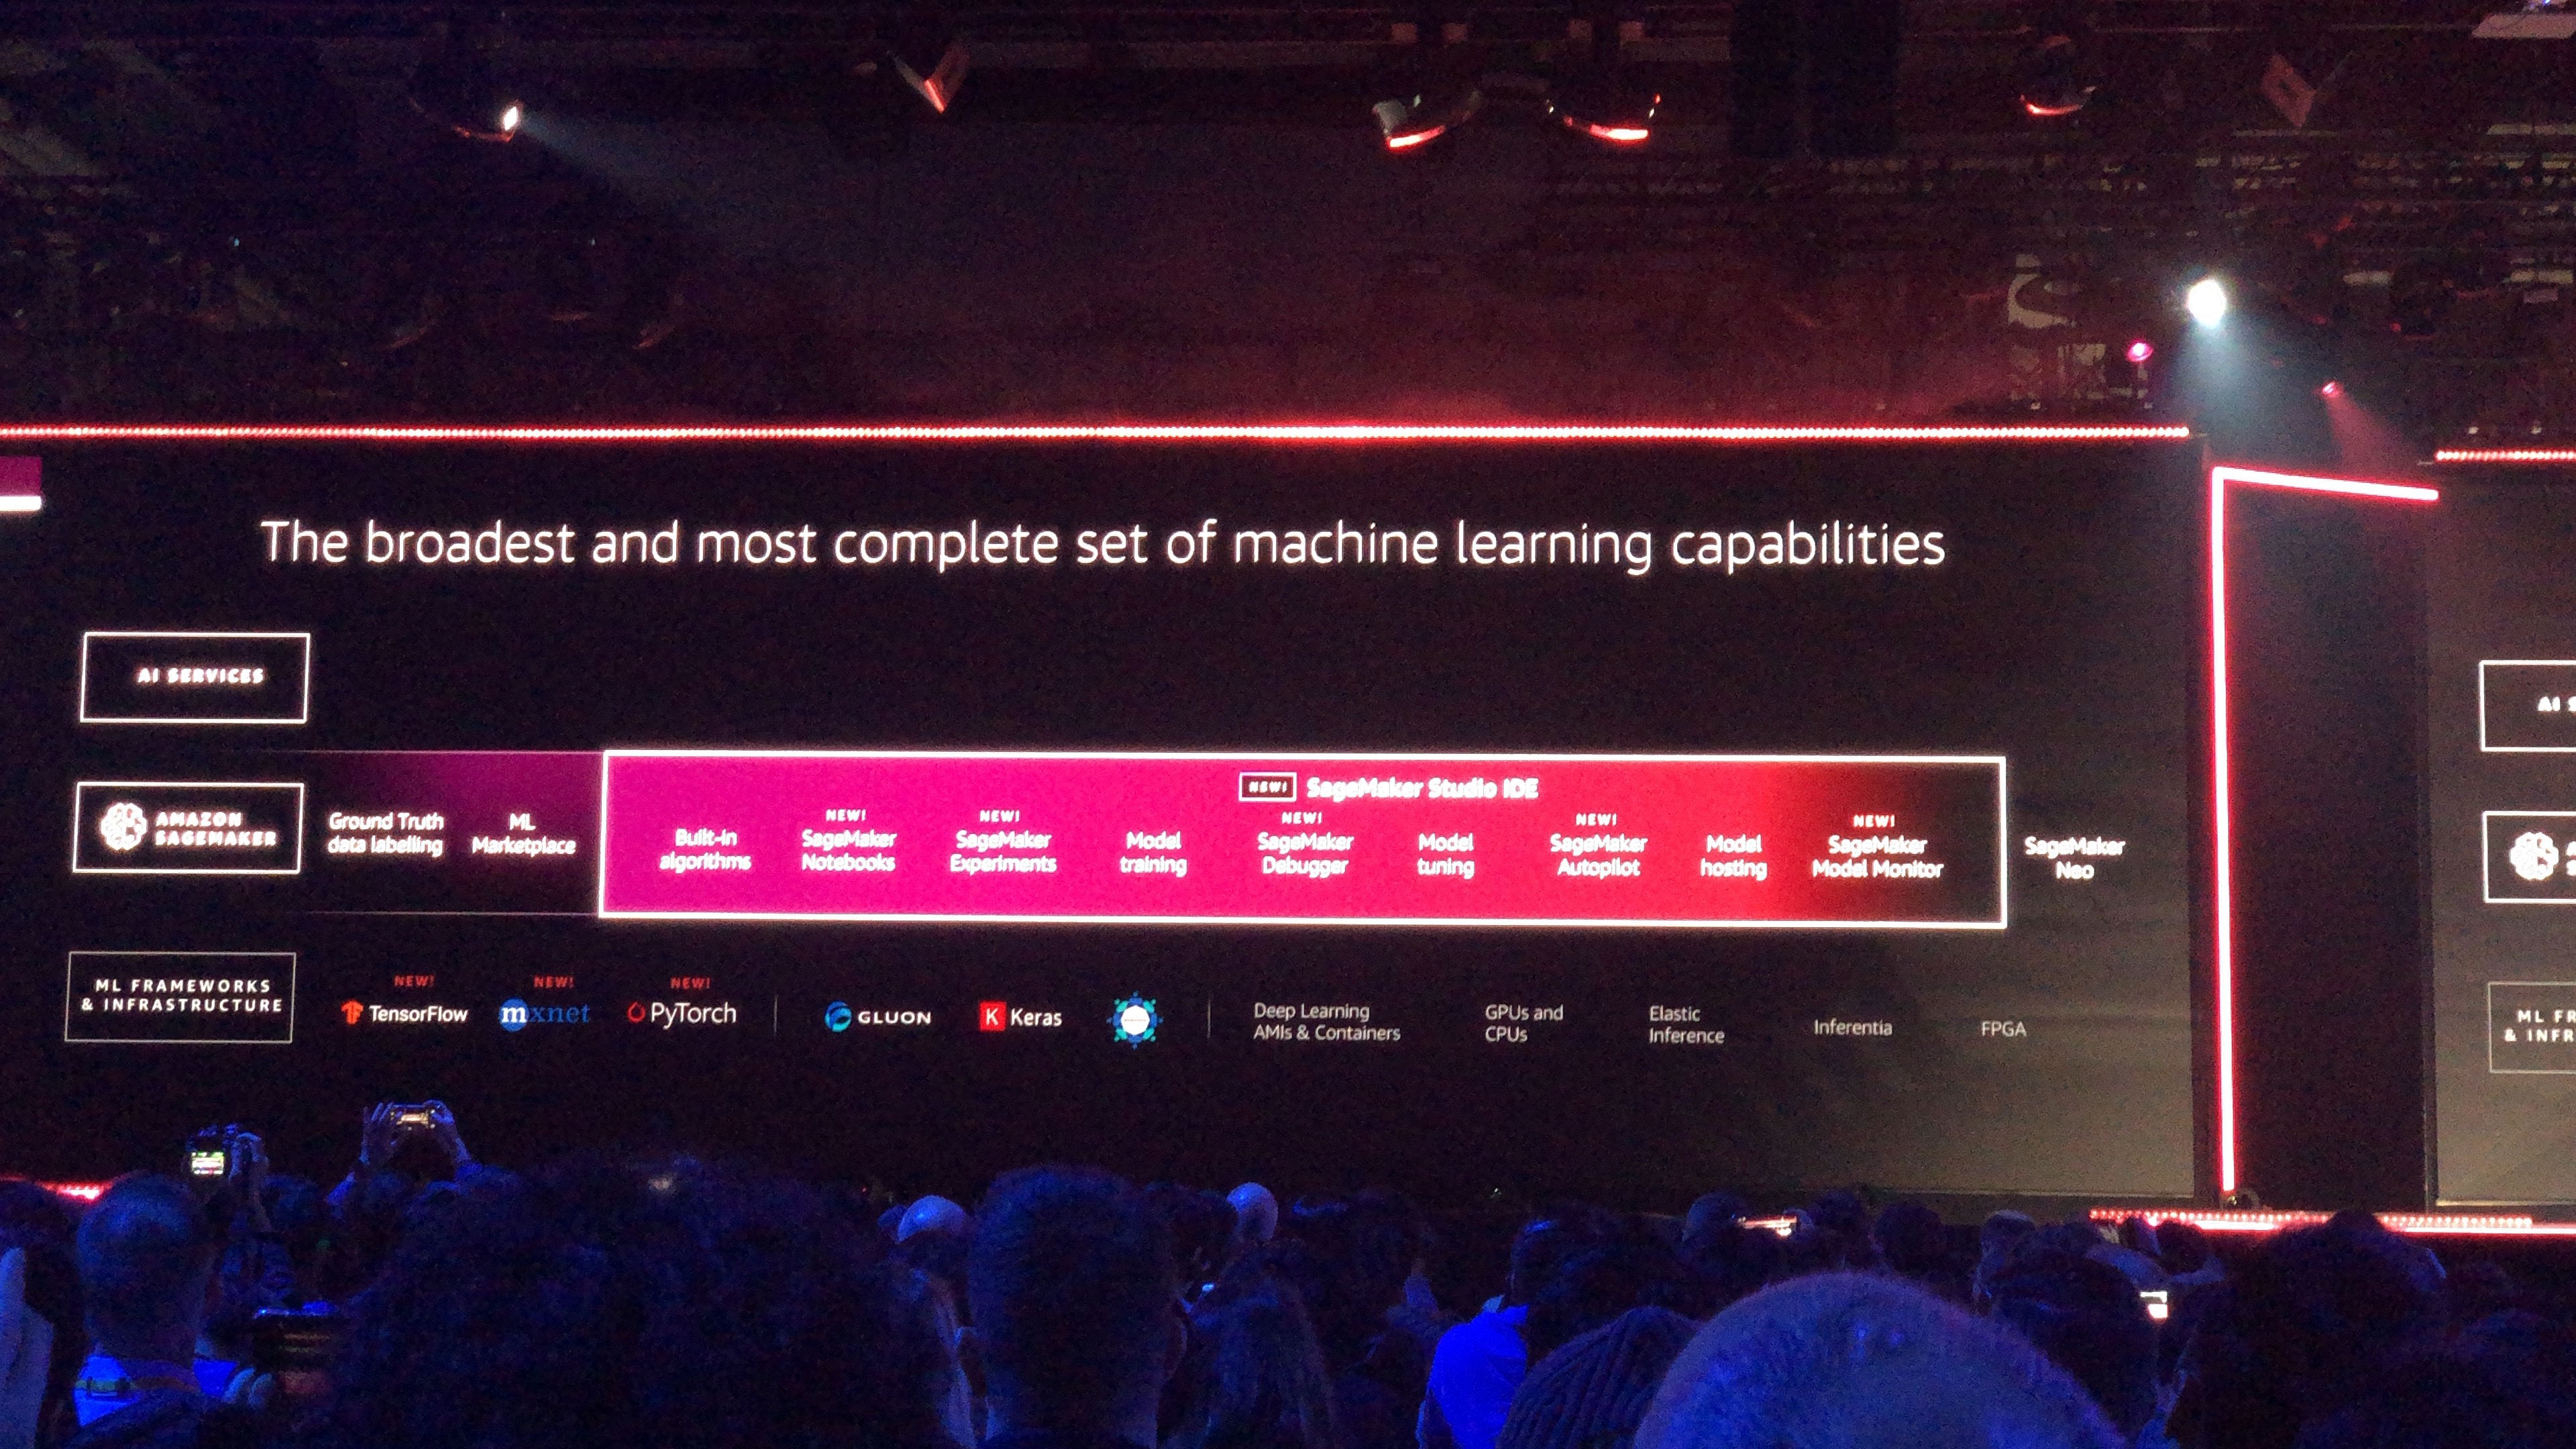 The broadest and most complete set of machine learning capabilities
AI SERVICES
AMAZON
SAGEMAKER
Ground Truth
data labelling
ML
Marketplace
NEW! SageMaker Studio IDE
Built-in
algorithms
NEW!
SageMaker
Notebooks
NEW!
SageMaker
Experiments
Model
training
NEW!
SageMaker
Debugger
Model
tuning
NEW!
SageMaker
Autopilot
Model
hosting
NEW!
SageMaker
Model Monitor
SageMaker
Neo
ML FRAMEWORKS
& INFRASTRUCTURE
NEW!
TensorFlow
NEW!
mxnet
NEW!
PyTorch
GLUON
K Keras
Deep Learning
AMIs & Containers
GPUs and
CPUs
Elastic
Inference
Inferentia
FPGA
AI S
ML FR
& INFR